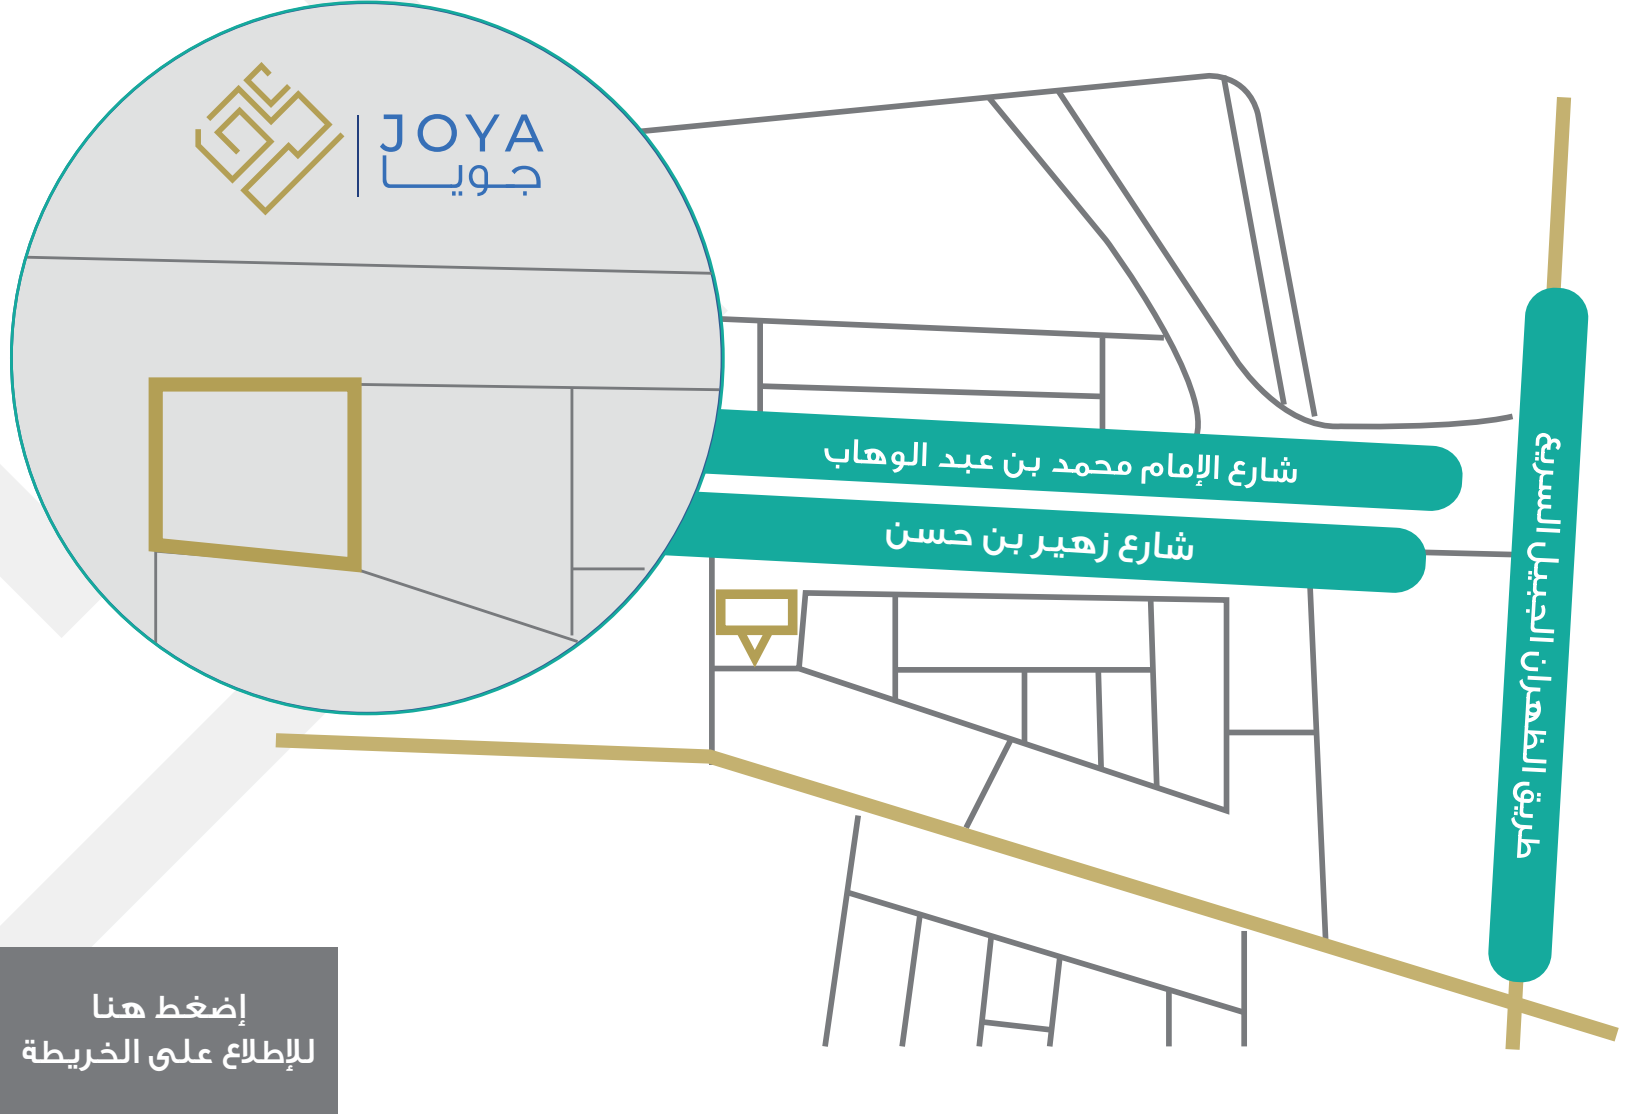 JOYA
جويا
شارع الإمام محمد بن عبد الوهاب
شارع زهير بن حسن
طريق الظهران الجبيل السريع
إضغط هنا
للإطلاع على الخريطة